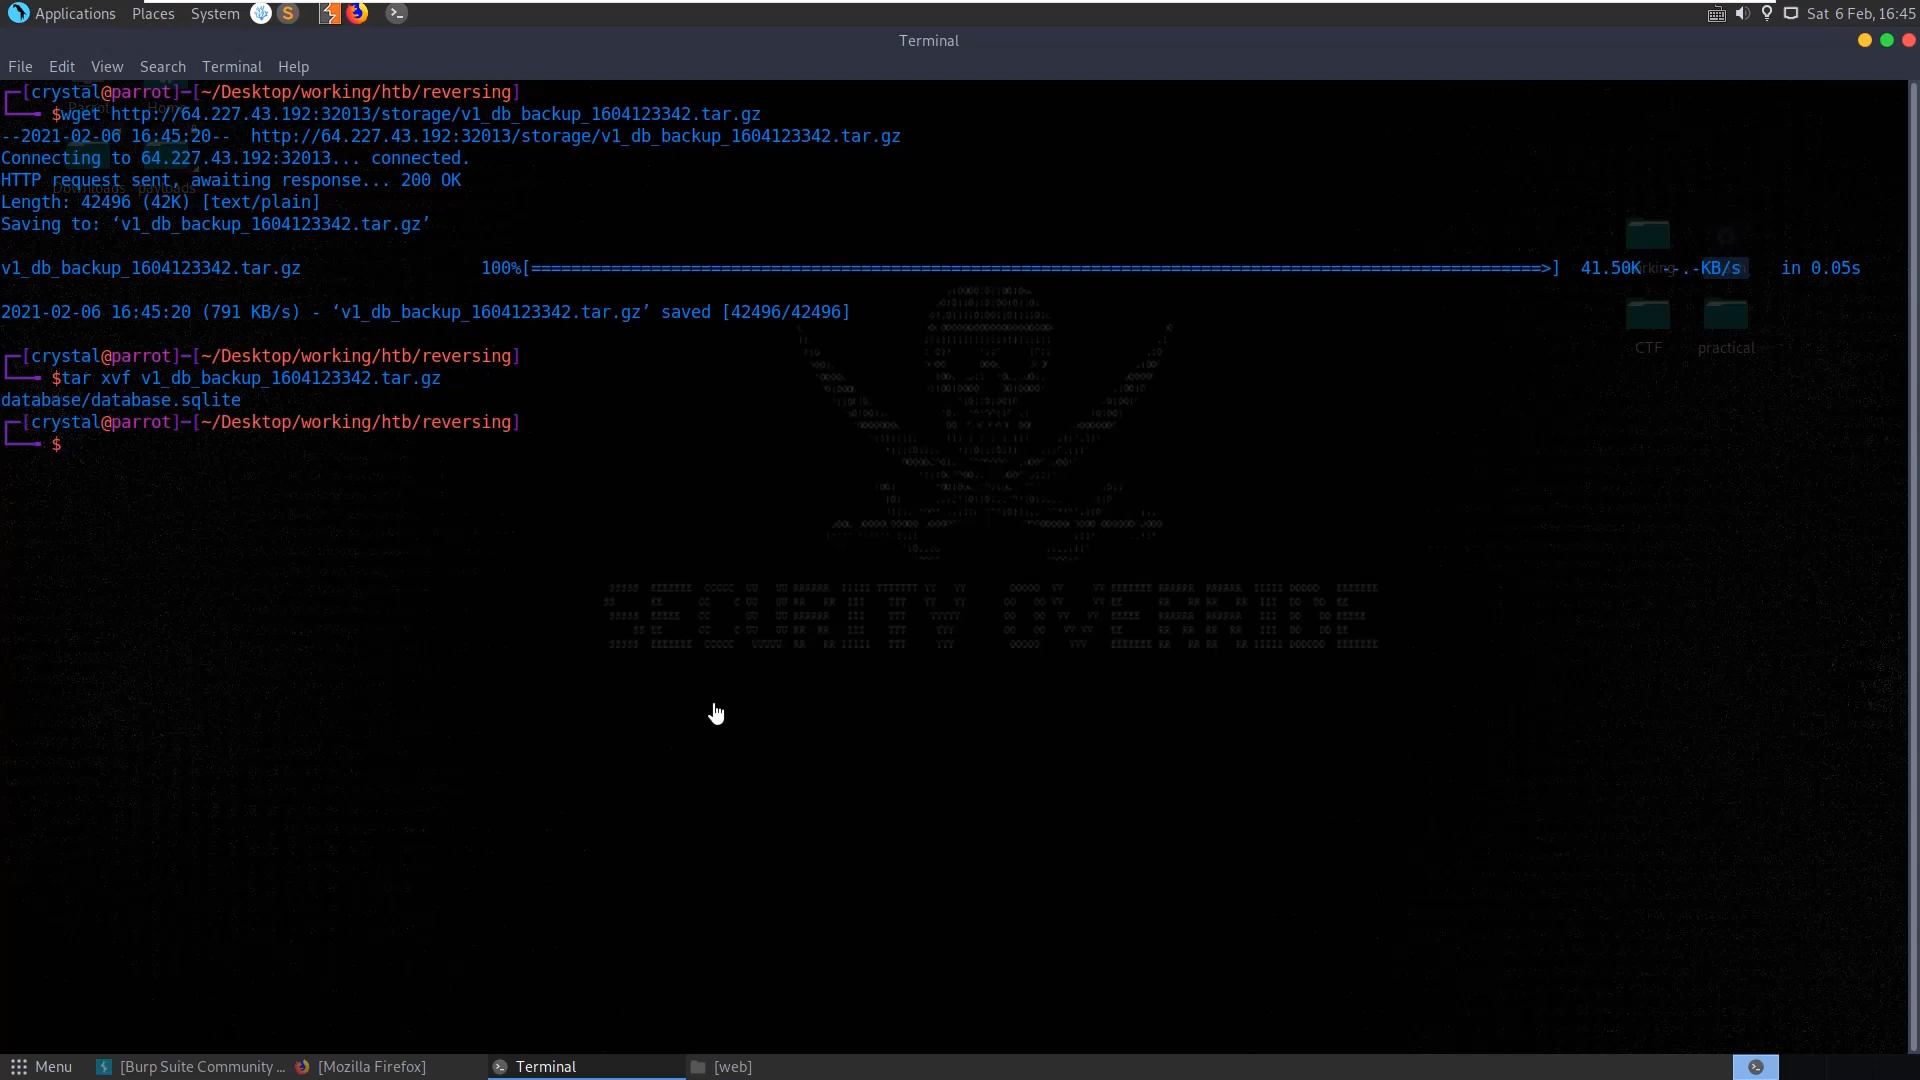 Applications Places System Sat 6 Feb, 16:45
Terminal
File Edit View Search Terminal Help
┌─[crystal@parrot]─[~/Desktop/working/htb/reversing]
└──╼ $wget http://64.227.43.192:32013/storage/v1_db_backup_1604123342.tar.gz
--2021-02-06 16:45:20--  http://64.227.43.192:32013/storage/v1_db_backup_1604123342.tar.gz
Connecting to 64.227.43.192:32013... connected.
HTTP request sent, awaiting response... 200 OK
Length: 42496 (42K) [text/plain]
Saving to: ‘v1_db_backup_1604123342.tar.gz’
v1_db_backup_1604123342.tar.gz 100%[=====================================================================================================>] 41.50K --.-KB/s in 0.05s
2021-02-06 16:45:20 (791 KB/s) - ‘v1_db_backup_1604123342.tar.gz’ saved [42496/42496]
┌─[crystal@parrot]─[~/Desktop/working/htb/reversing]
└──╼ $tar xvf v1_db_backup_1604123342.tar.gz
database/database.sqlite
┌─[crystal@parrot]─[~/Desktop/working/htb/reversing]
└──╼ $
CTF practical
SECURITY OVERRIDE
Menu [Burp Suite Community ... [Mozilla Firefox] Terminal [web]